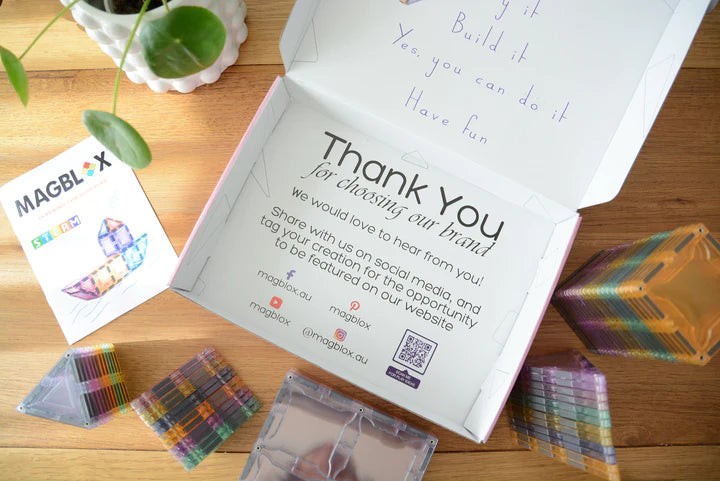 y it
Build it
Yes, you can do it
Have fun
Thank You
for choosing our brand
We would love to hear from you!
Share with us on social media, and
tag your creation for the opportunity
to be featured on our website
magblox.au
magblox
magblox
@magblox.au
MAGBLOX
STEAM